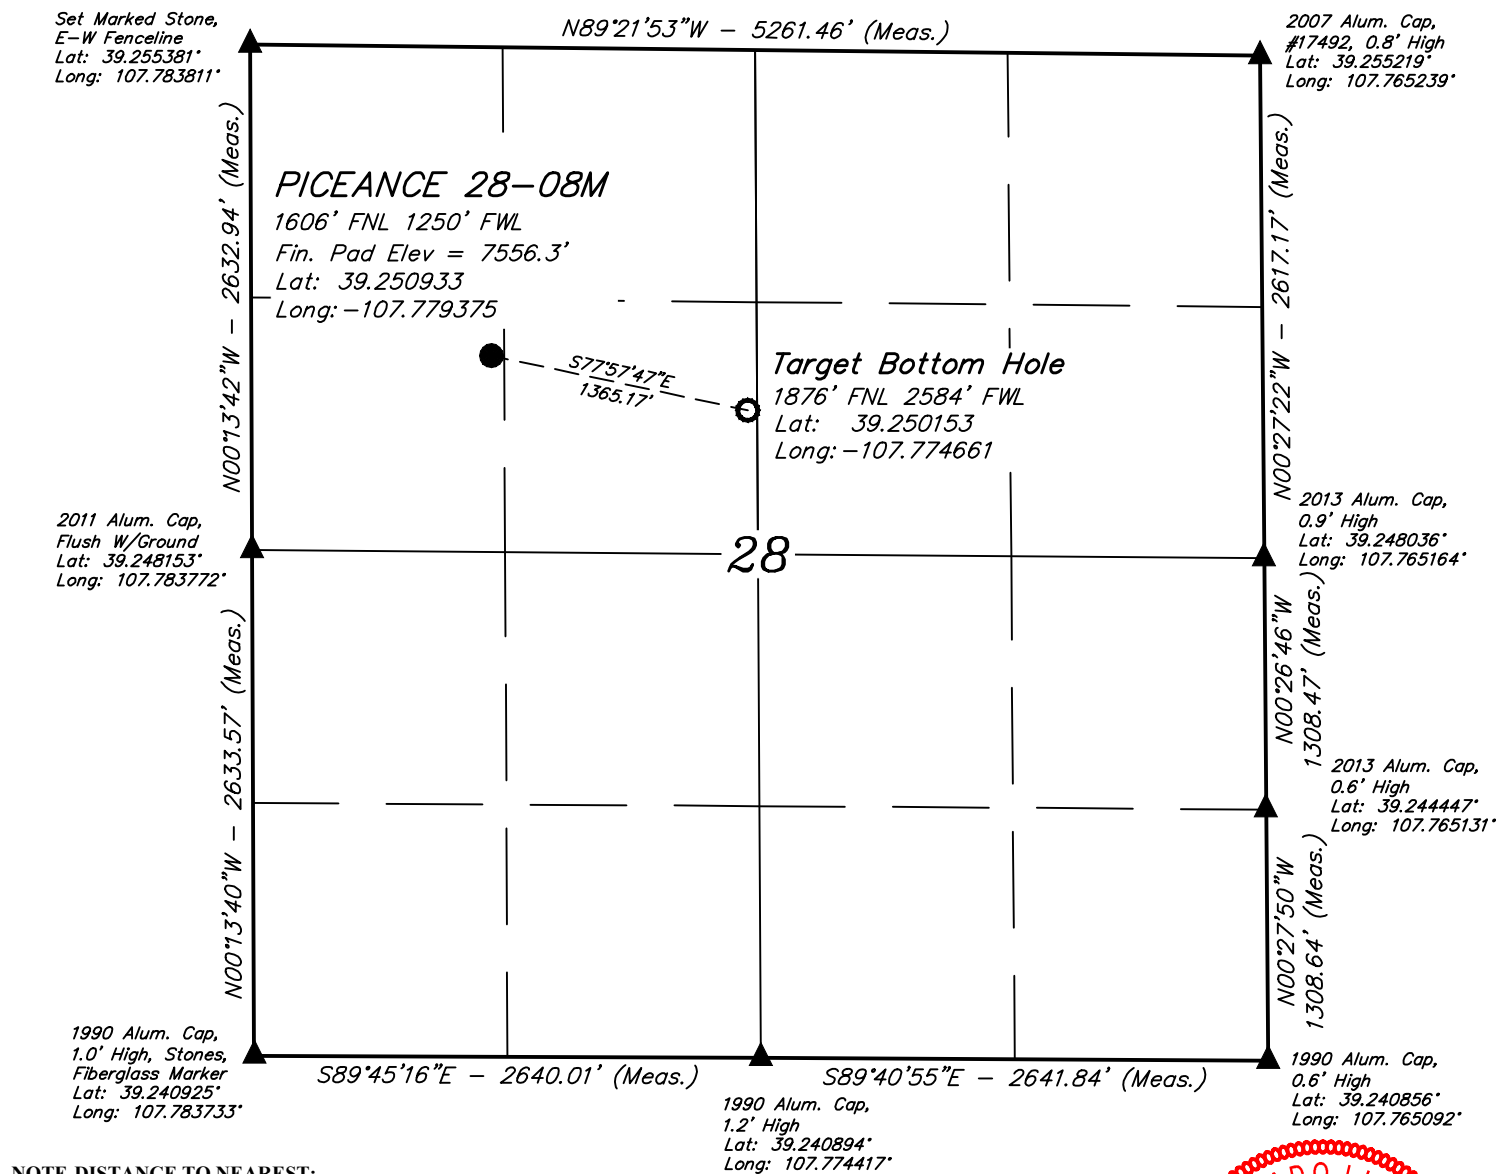 Set Marked Stone,
E-W Fenceline
Lat: 39.255381°
Long: 107.783811°
N89°21'53"W - 5261.46' (Meas.)
2007 Alum. Cap,
#17492, 0.8' High
Lat: 39.255219°
Long: 107.765239°
N00°13'42"W - 2632.94' (Meas.)
PICEANCE 28-08M
1606' FNL 1250' FWL
Fin. Pad Elev = 7556.3'
Lat: 39.250933
Long: -107.779375
N00°27'22"W - 2617.17' (Meas.)
S77°57'47"E
1365.17'
Target Bottom Hole
1876' FNL 2584' FWL
Lat: 39.250153
Long: -107.774661
2011 Alum. Cap,
Flush W/Ground
Lat: 39.248153°
Long: 107.783772°
28
2013 Alum. Cap,
0.9' High
Lat: 39.248036°
Long: 107.765164°
N00°13'40"W - 2633.57' (Meas.)
N00°26'46"W
1308.47' (Meas.)
2013 Alum. Cap,
0.6' High
Lat: 39.244447°
Long: 107.765131°
N00°27'50"W
1308.64' (Meas.)
1990 Alum. Cap,
1.0' High, Stones,
Fiberglass Marker
Lat: 39.240925°
Long: 107.783733°
S89°45'16"E - 2640.01' (Meas.)
S89°40'55"E - 2641.84' (Meas.)
1990 Alum. Cap,
1.2' High
Lat: 39.240894°
Long: 107.774417°
1990 Alum. Cap,
0.6' High
Lat: 39.240856°
Long: 107.765092°
NOTE DISTANCE TO NEAREST: